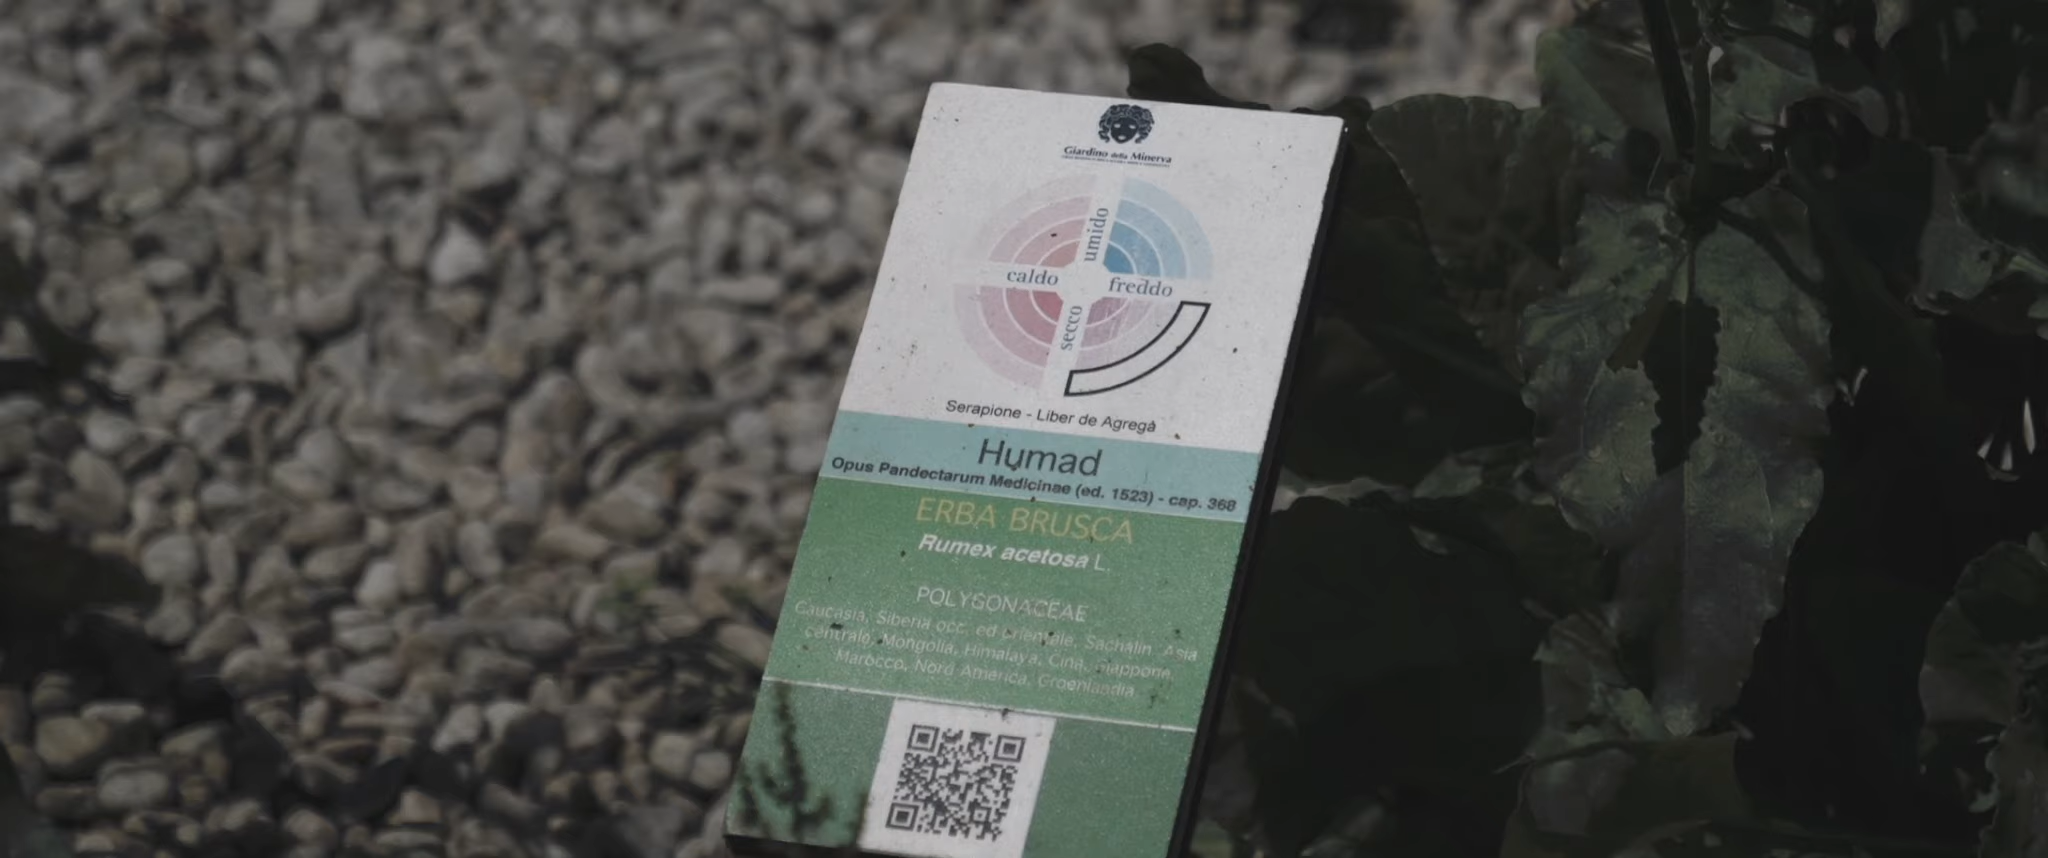 Giardino della Minerva
umido
caldo
freddo
secco
Serapione - Liber de Agregà
Humad
Opus Pandectarum Medicinae (ed. 1523) - cap. 368
ERBA BRUSCA
Rumex acetosa L.
POLYGONACEAE
Caucasia, Siberia occ. ed orientale, Sachalin, Asia
centrale, Mongolia, Himalaya, Cina, Giappone,
Marocco, Nord America, Groenlandia